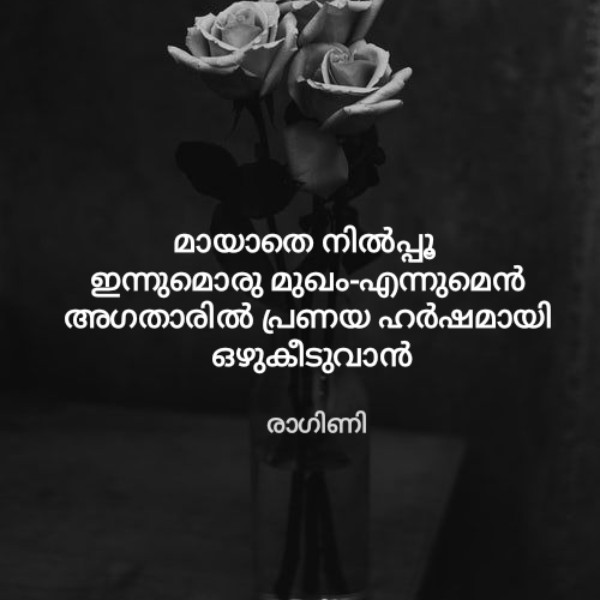 മായാതെ നിൽപ്പൂ
ഇന്നുമൊരു മുഖം-എന്നുമെൻ
അഗതാരിൽ പ്രണയ ഹർഷമായി
ഒഴുകീടുവാൻ
രാഗിണി